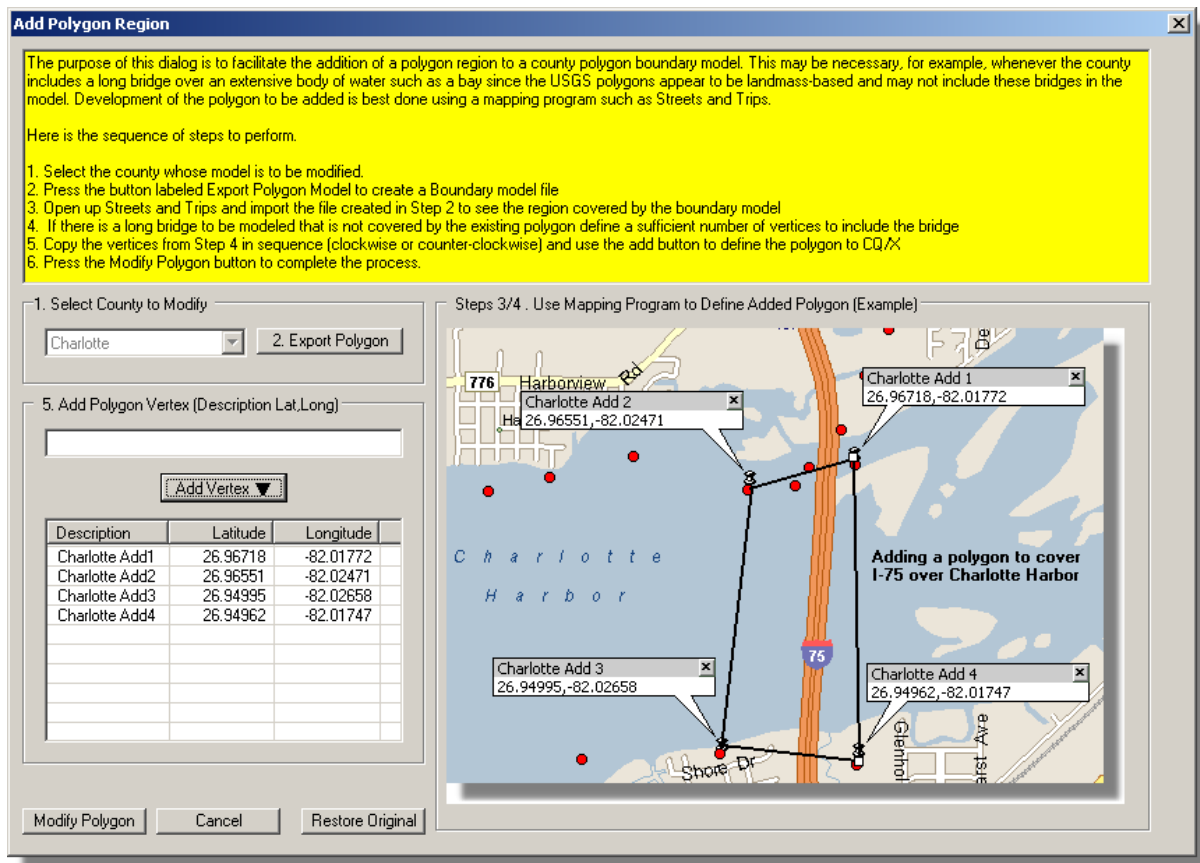 Add Polygon Region
The purpose of this dialog is to facilitate the addition of a polygon region to a county polygon boundary model. This may be necessary, for example, whenever the county
includes a long bridge over an extensive body of water such as a bay since the USGS polygons appear to be landmass-based and may not include these bridges in the
model. Development of the polygon to be added is best done using a mapping program such as Streets and Trips.
Here is the sequence of steps to perform.
1. Select the county whose model is to be modified.
2. Press the button labeled Export Polygon Model to create a Boundary model file
3. Open up Streets and Trips and import the file created in Step 2 to see the region covered by the boundary model
4. If there is a long bridge to be modeled that is not covered by the existing polygon define a sufficient number of vertices to include the bridge
5. Copy the vertices from Step 4 in sequence (clockwise or counter-clockwise) and use the add button to define the polygon to CQ/X
6. Press the Modify Polygon button to complete the process.
1. Select County to Modify
Charlotte
2. Export Polygon
5. Add Polygon Vertex (Description Lat,Long)
Add Vertex
Description Latitude Longitude
Charlotte Add1 26.96718 -82.01772
Charlotte Add2 26.96551 -82.02471
Charlotte Add3 26.94995 -82.02658
Charlotte Add4 26.94962 -82.01747
Modify Polygon
Cancel
Restore Original
Steps 3/4 . Use Mapping Program to Define Added Polygon (Example)
776
Harborview Rd
Ha
De
Charlotte Add 1
26.96718,-82.01772
Charlotte Add 2
26.96551,-82.02471
Charlotte
Harbor
Adding a polygon to cover
I-75 over Charlotte Harbor
75
Charlotte Add 3
26.94995,-82.02658
Charlotte Add 4
26.94962,-82.01747
Shore Dr
Glenhol
arst Ave